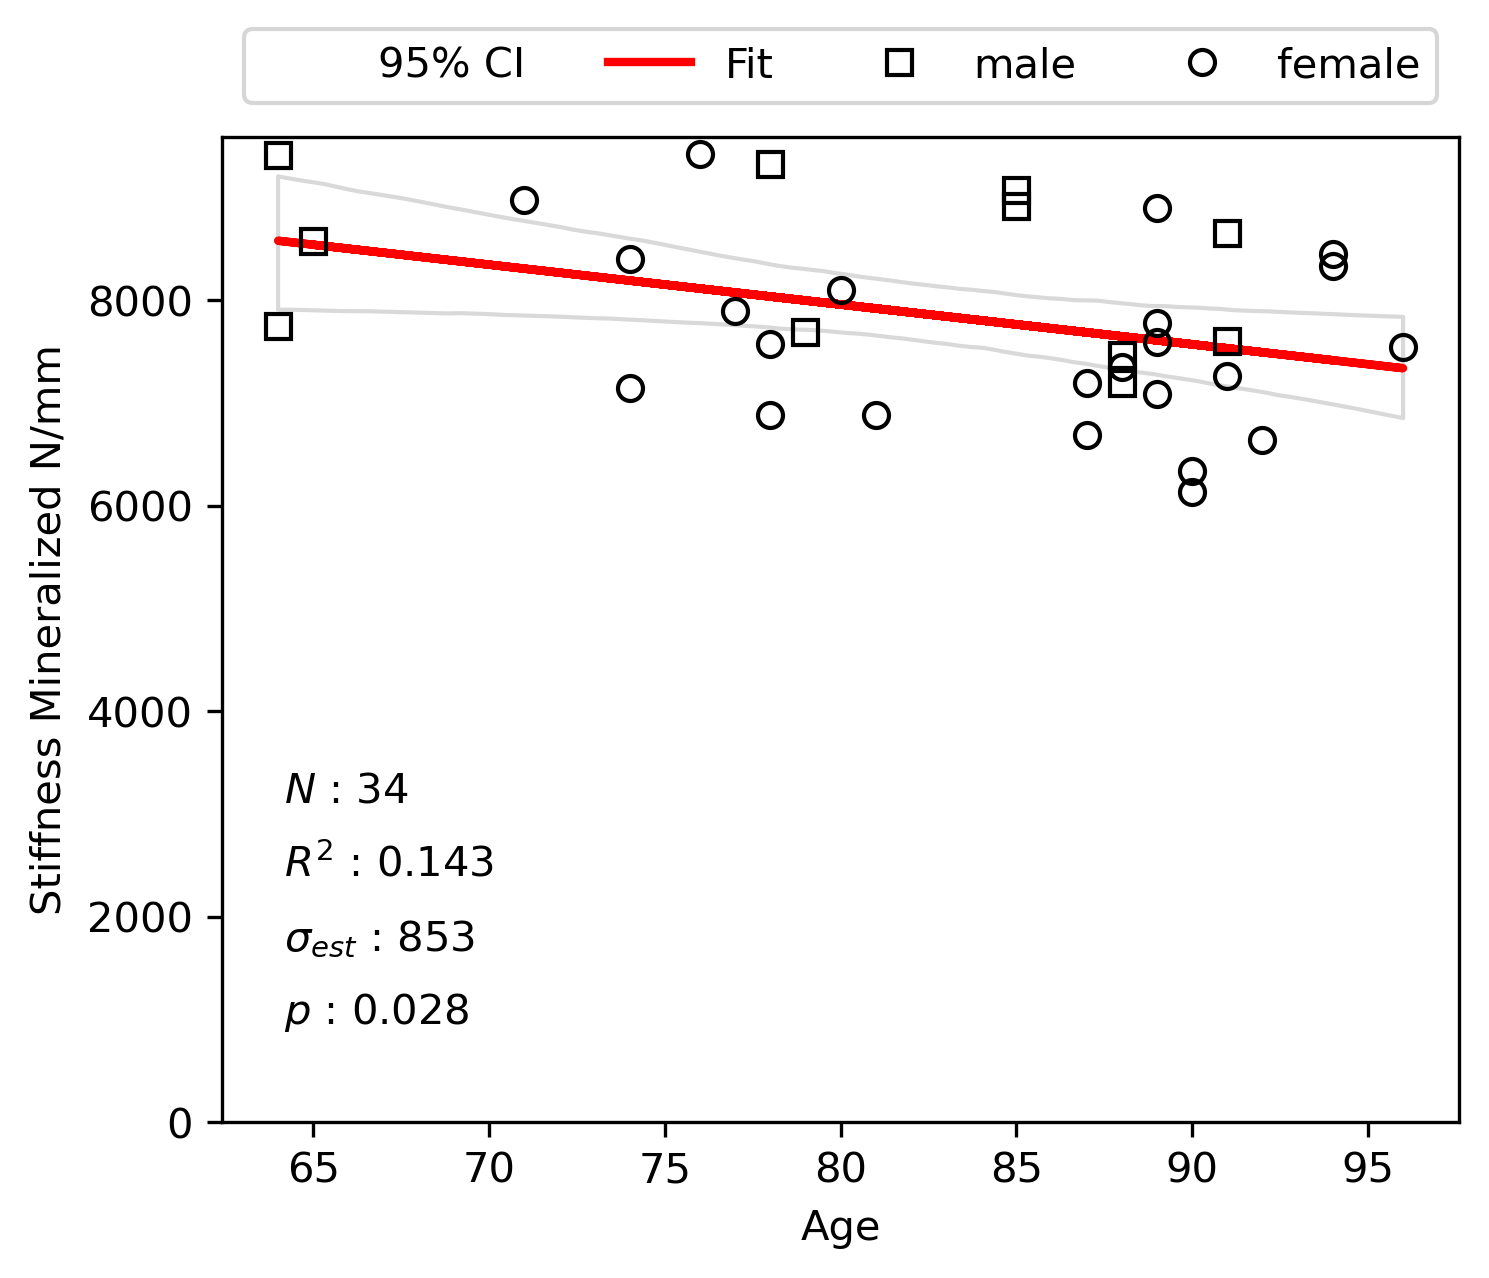 95% CI Fit male female
Stiffness Mineralized N/mm
8000
6000
4000
2000
0
N : 34
R² : 0.143
σest : 853
p : 0.028
65 70 75 80 85 90 95
Age